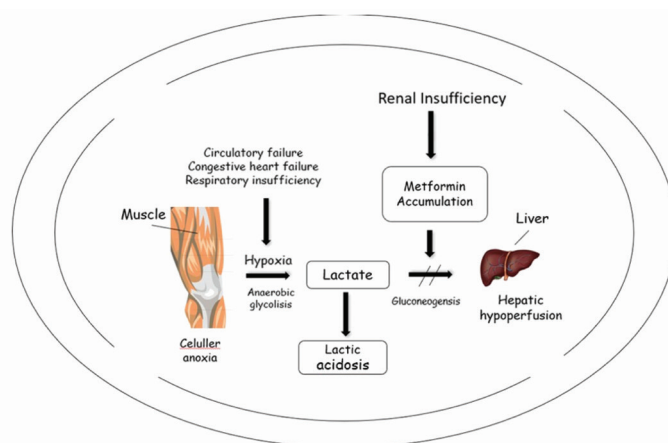 Renal Insufficiency
Circulatory failure
Congestive heart failure
Respiratory insufficiency
Metformin
Accumulation
Muscle
Liver
Hypoxia
Lactate
Anaerobic
glycolisis
Gluconeogensis
Hepatic
hypoperfusion
Celuller
anoxia
Lactic
acidosis